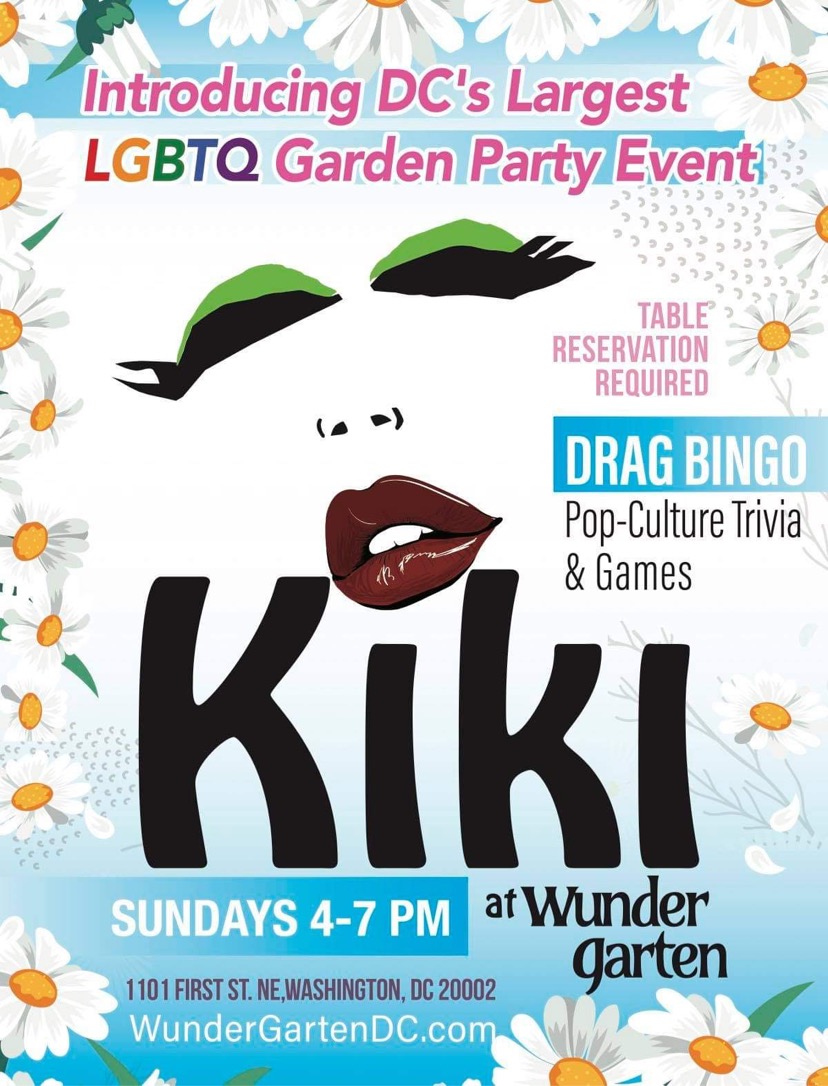 Introducing DC's Largest
LGBTQ Garden Party Event
TABLE
RESERVATION
REQUIRED
DRAG BINGO
Pop-Culture Trivia
& Games
Kiki
at Wunder
garten
SUNDAYS 4-7 PM
1101 FIRST ST. NE,WASHINGTON, DC 20002
WunderGartenDC.com